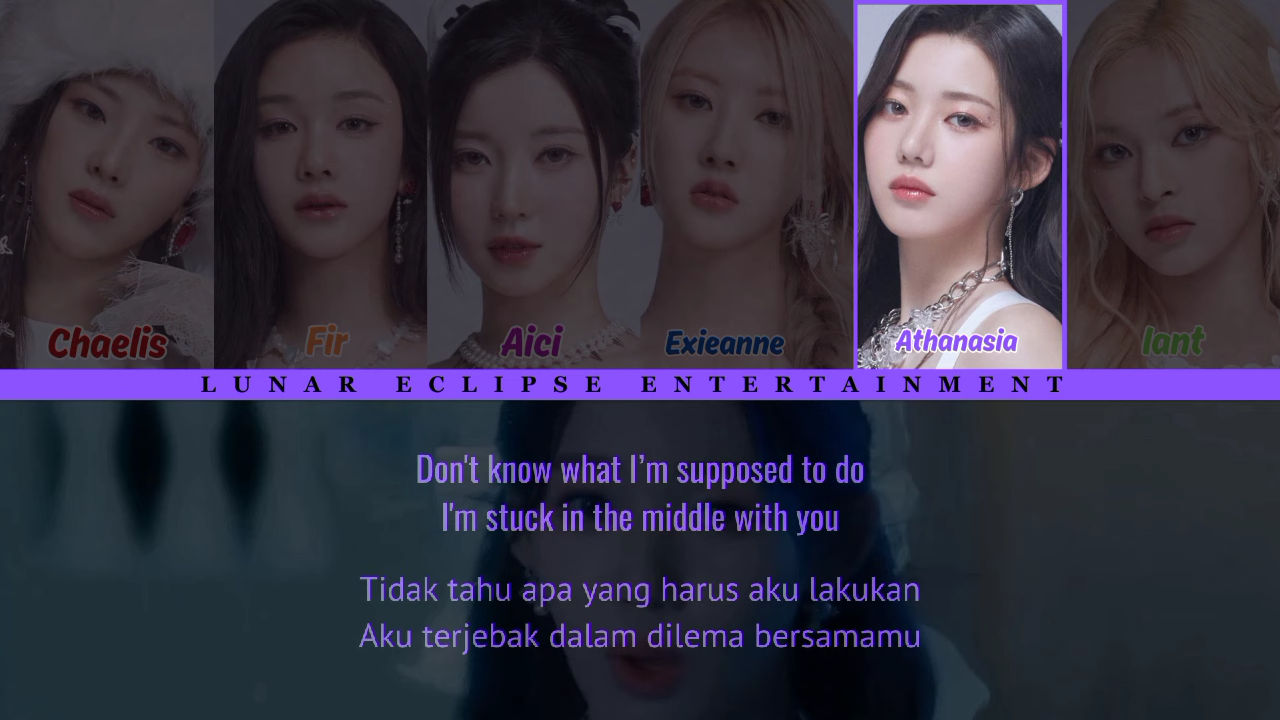 Chaelis
Fir
Aici
Exieanne
Athanasia
Iant
LUNAR ECLIPSE ENTERTAINMENT
Don't know what I’m supposed to do
I'm stuck in the middle with you
Tidak tahu apa yang harus aku lakukan
Aku terjebak dalam dilema bersamamu